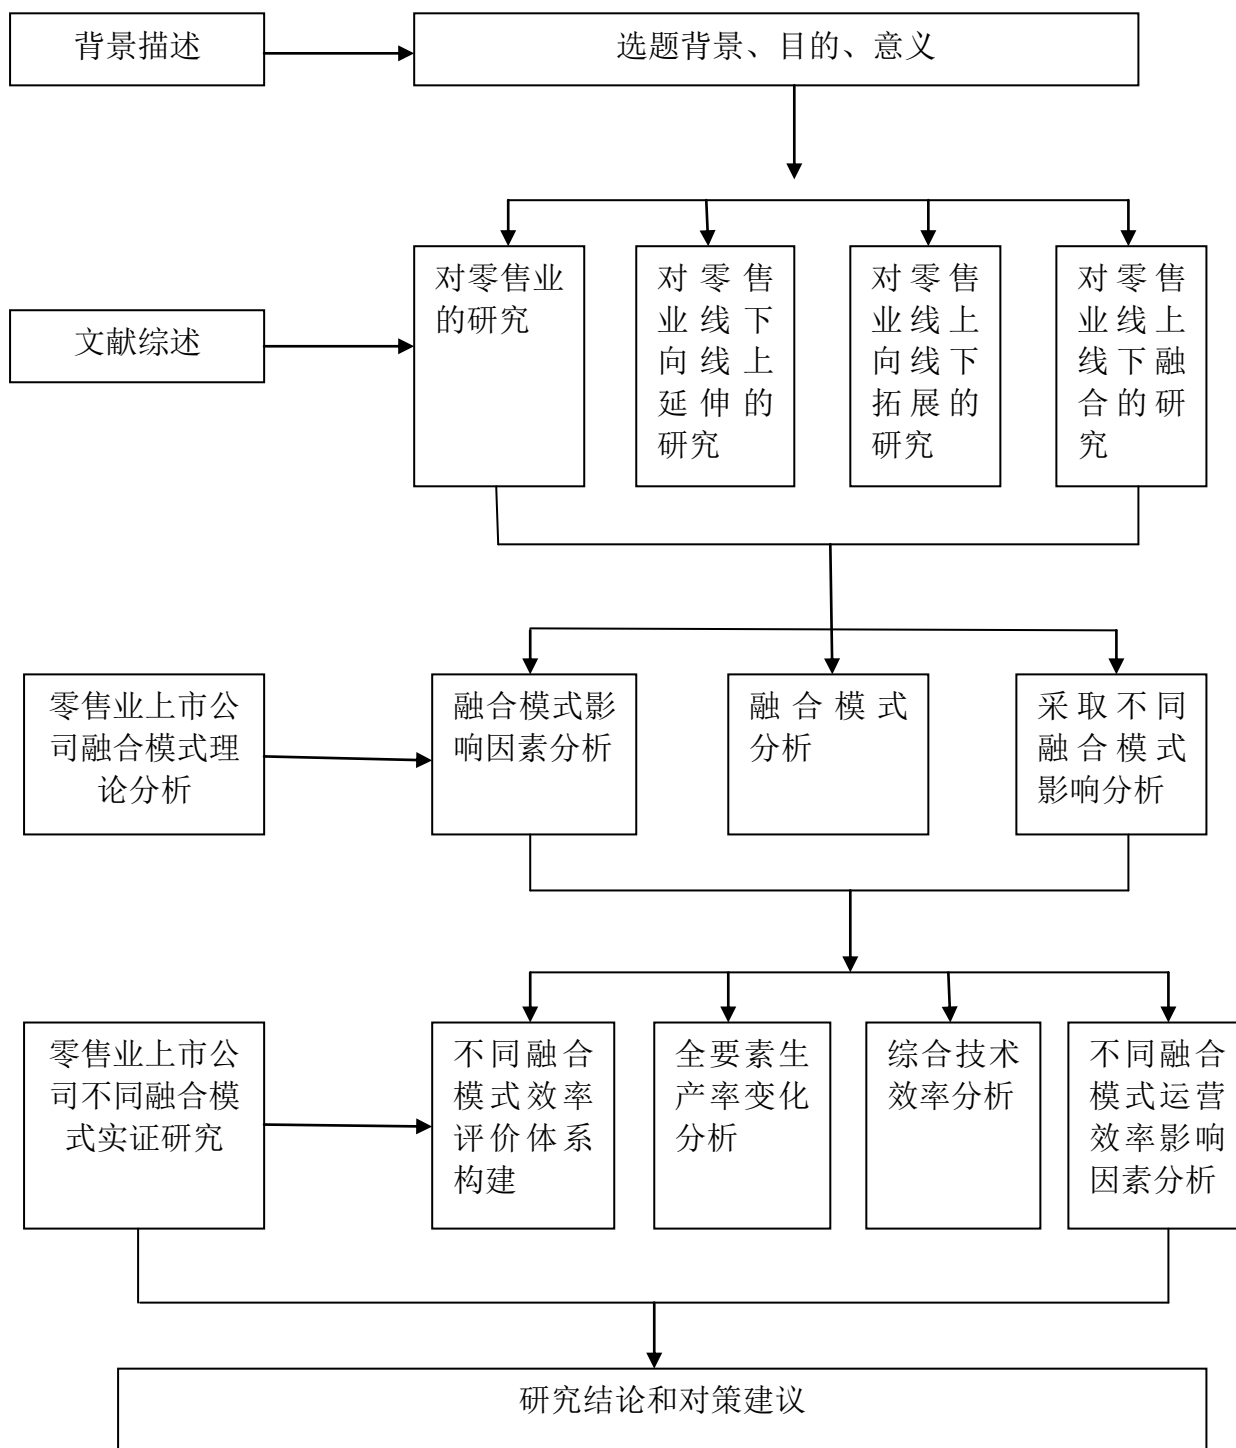 背景描述
选题背景、目的、意义
文献综述
对零售业
的研究
对零售
业线下
向线上
延伸的
研究
对零售
业线上
向线下
拓展的
研究
对零售
业线上
线下融
合的研
究
零售业上市公
司融合模式理
论分析
融合模式影
响因素分析
融合模式
分析
采取不同
融合模式
影响分析
零售业上市公
司不同融合模
式实证研究
不同融合
模式效率
评价体系
构建
全要素生
产率变化
分析
综合技术
效率分析
不同融合
模式运营
效率影响
因素分析
研究结论和对策建议